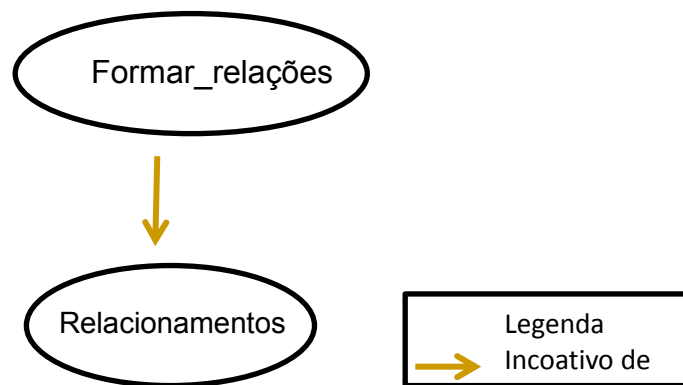 Formar_relações
Relacionamentos
Legenda
Incoativo de